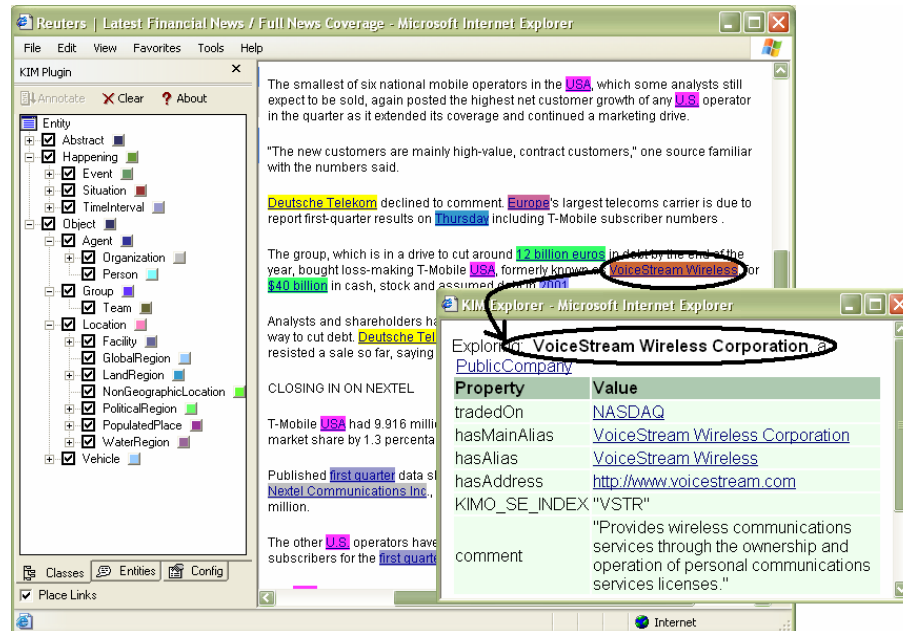 Reuters | Latest Financial News / Full News Coverage - Microsoft Internet Explorer
File Edit View Favorites Tools Help
KIM Plugin
Annotate Clear ? About
Entity
Abstract
Happening
Event
Situation
TimeInterval
Object
Agent
Organization
Person
Group
Team
Location
Facility
GlobalRegion
LandRegion
NonGeographicLocation
PoliticalRegion
PopulatedPlace
WaterRegion
Vehicle
Classes Entities Config
Place Links
The smallest of six national mobile operators in the USA, which some analysts still
expect to be sold, again posted the highest net customer growth of any U.S. operator
in the quarter as it extended its coverage and continued a marketing drive.
"The new customers are mainly high-value, contract customers," one source familiar
with the numbers said.
Deutsche Telekom declined to comment. Europe's largest telecoms carrier is due to
report first-quarter results on Thursday including T-Mobile subscriber numbers .
The group, which is in a drive to cut around 12 billion euros in debt by the end of the
year, bought loss-making T-Mobile USA, formerly known as VoiceStream Wireless, for
$40 billion in cash, stock and assumed debt in 2001
Analysts and shareholders
way to cut debt. Deutsche
resisted a sale so far, saying
CLOSING IN ON NEXTEL
T-Mobile USA had 9.916
market share by 1.3
Published first quarter data
Nextel Communications Inc.,
million.
The other U.S. operators have
subscribers for the first
KIM Explorer - Microsoft Internet Explorer
Exploring: VoiceStream Wireless Corporation, a
PublicCompany
Property Value
tradedOn NASDAQ
hasMainAlias VoiceStream Wireless Corporation
hasAlias VoiceStream Wireless
hasAddress http://www.voicestream.com
KIMO_SE_INDEX "VSTR"
comment "Provides wireless communications
services through the ownership and
operation of personal communications
services licenses."
Internet